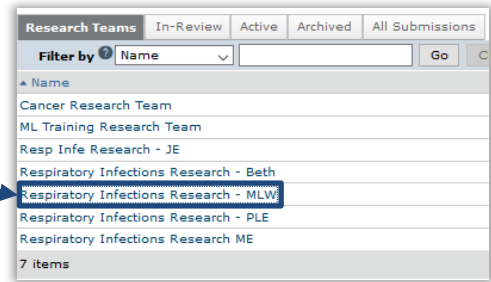 Research Teams In-Review Active Archived All Submissions
Filter by ? Name Go C
Name
Cancer Research Team
ML Training Research Team
Resp Infe Research - JE
Respiratory Infections Research - Beth
Respiratory Infections Research - MLW
Respiratory Infections Research - PLE
Respiratory Infections Research ME
7 items